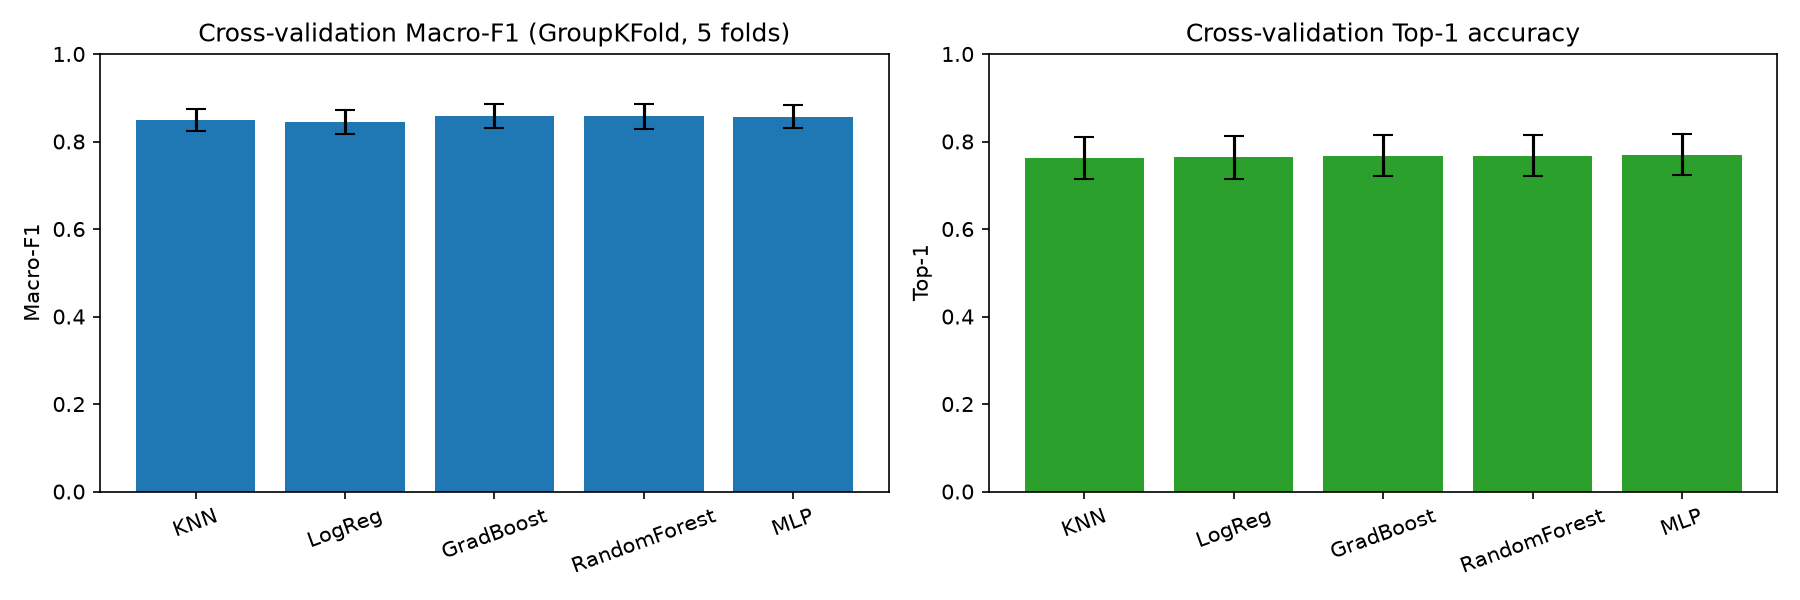 Cross-validation Macro-F1 (GroupKFold, 5 folds)
Macro-F1
1.0
0.8
0.6
0.4
0.2
0.0
KNN
LogReg
GradBoost
RandomForest
MLP
Cross-validation Top-1 accuracy
Top-1
1.0
0.8
0.6
0.4
0.2
0.0
KNN
LogReg
GradBoost
RandomForest
MLP